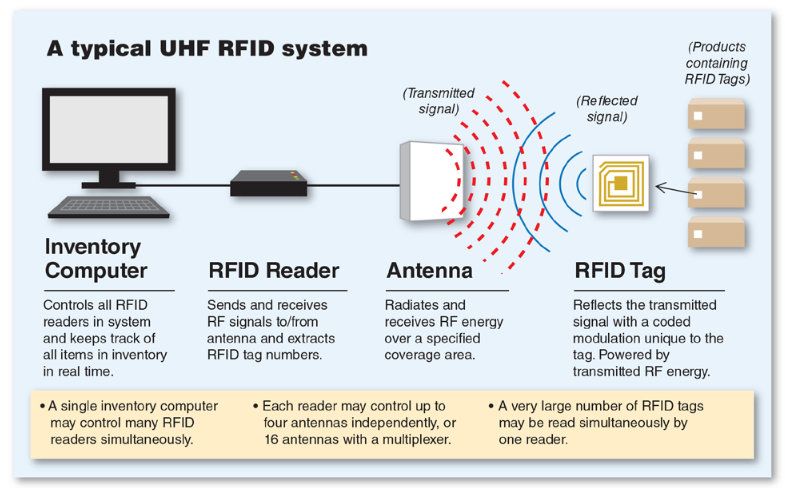 A typical UHF RFID system
(Products
containing
RFID Tags)
(Transmitted
signal)
(Reflected
signal)
Inventory
Computer
Controls all RFID
readers in system
and keeps track of
all items in inventory
in real time.
RFID Reader
Sends and receives
RF signals to/from
antenna and extracts
RFID tag numbers.
Antenna
Radiates and
receives RF energy
over a specified
coverage area.
RFID Tag
Reflects the transmitted
signal with a coded
modulation unique to the
tag. Powered by
transmitted RF energy.
• A single inventory computer
may control many RFID
readers simultaneously.
• Each reader may control up to
four antennas independently, or
16 antennas with a multiplexer.
• A very large number of RFID tags
may be read simultaneously by
one reader.